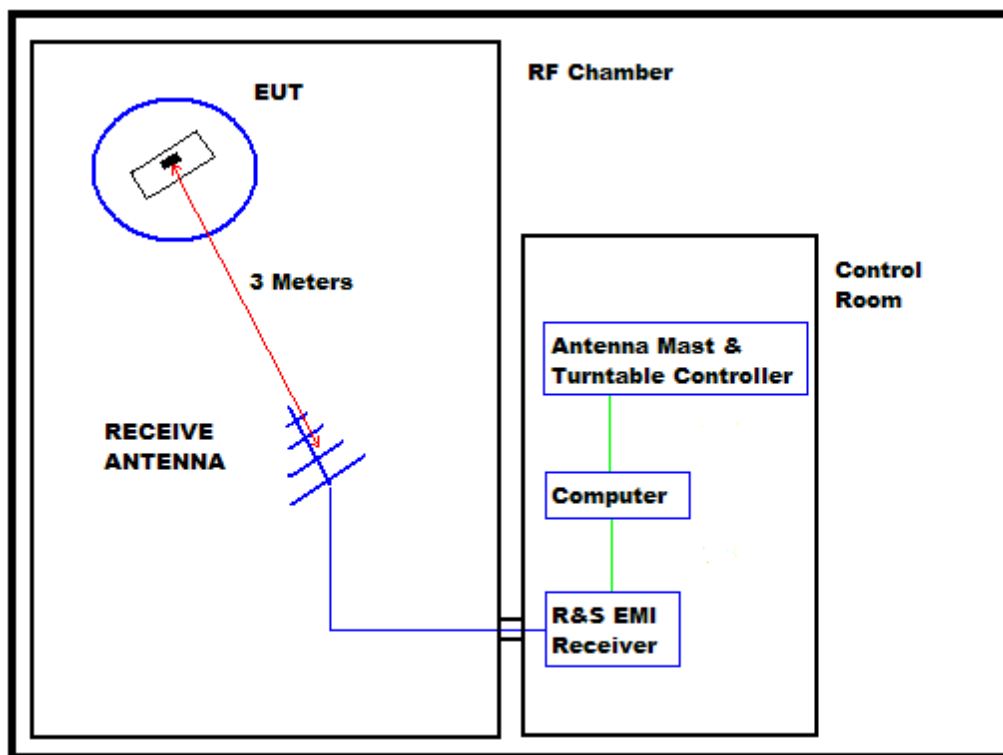 EUT
RF Chamber
3 Meters
RECEIVE
ANTENNA
Control
Room
Antenna Mast &
Turntable Controller
Computer
R&S EMI
Receiver